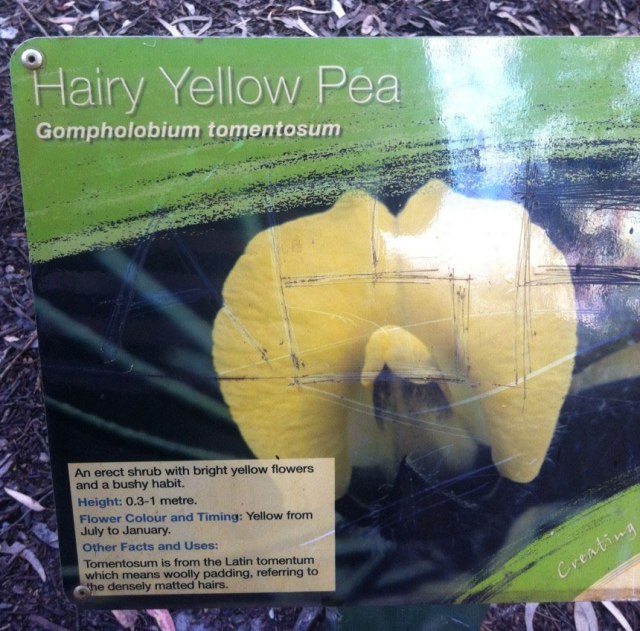 Hairy Yellow Pea
Gompholobium tomentosum
An erect shrub with bright yellow flowers
and a bushy habit.
Height: 0.3-1 metre.
Flower Colour and Timing: Yellow from
July to January.
Other Facts and Uses:
Tomentosum is from the Latin tomentum
which means woolly padding, referring to
the densely matted hairs.
Creating